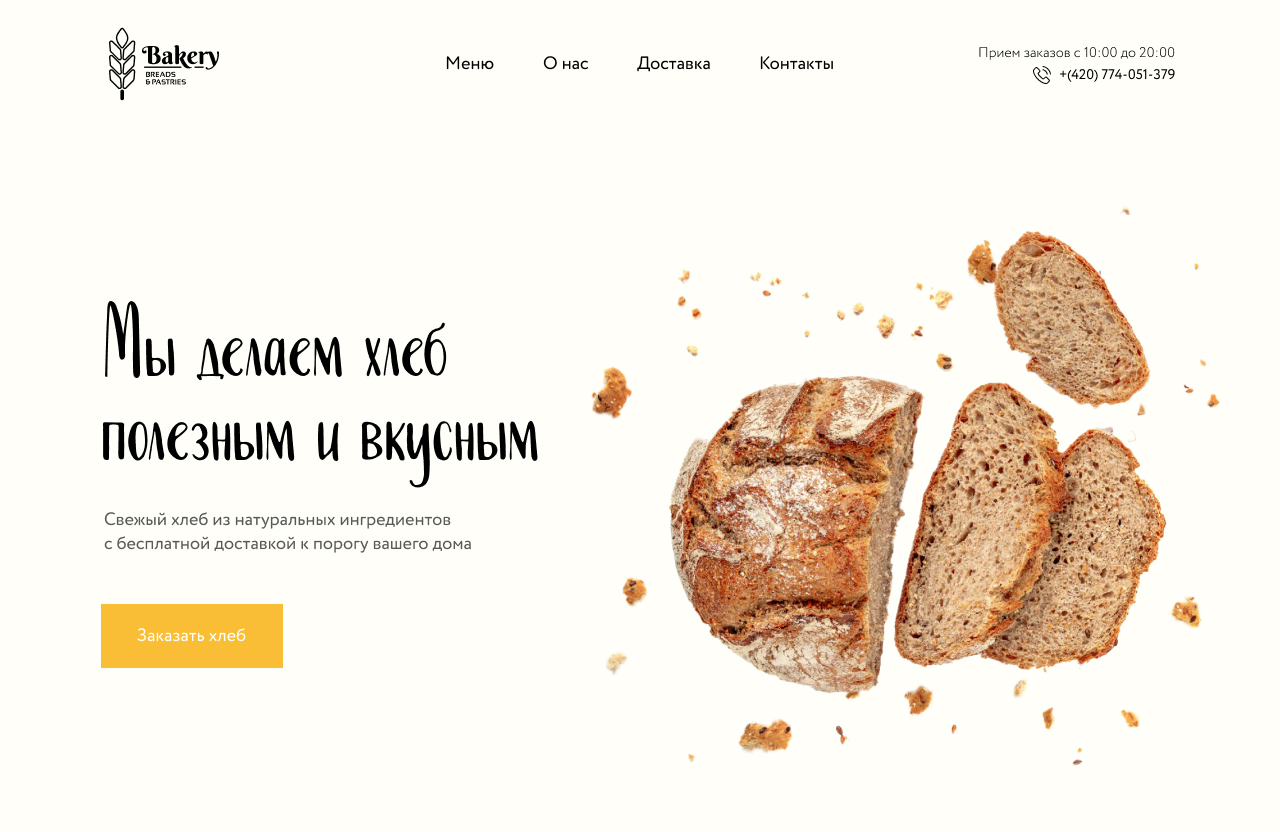 Bakery
BREADS
& PASTRIES
Меню
О нас
Доставка
Контакты
Прием заказов с 10:00 до 20:00
+(420) 774-051-379
Мы делаем хлеб
полезным и вкусным
Свежый хлеб из натуральных ингредиентов
с бесплатной доставкой к порогу вашего дома
Заказать хлеб